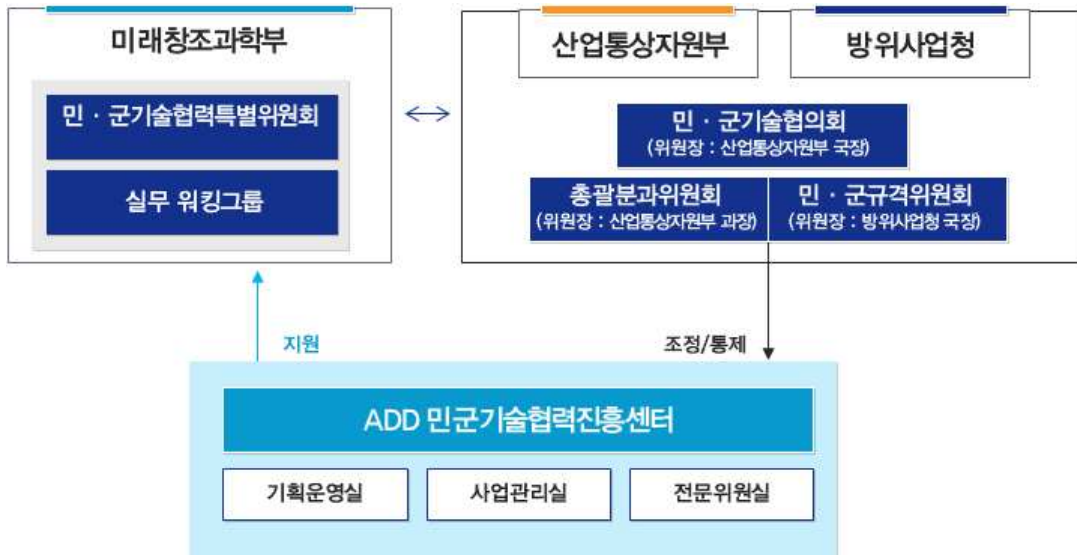 미래창조과학부
민 · 군기술협력특별위원회
실무 워킹그룹
산업통상자원부
방위사업청
민 · 군기술협의회
(위원장 : 산업통상자원부 국장)
총괄분과위원회
(위원장 : 산업통상자원부 과장)
민 · 군규격위원회
(위원장 : 방위사업청 국장)
지원
조정/통제
ADD 민군기술협력진흥센터
기획운영실
사업관리실
전문위원실